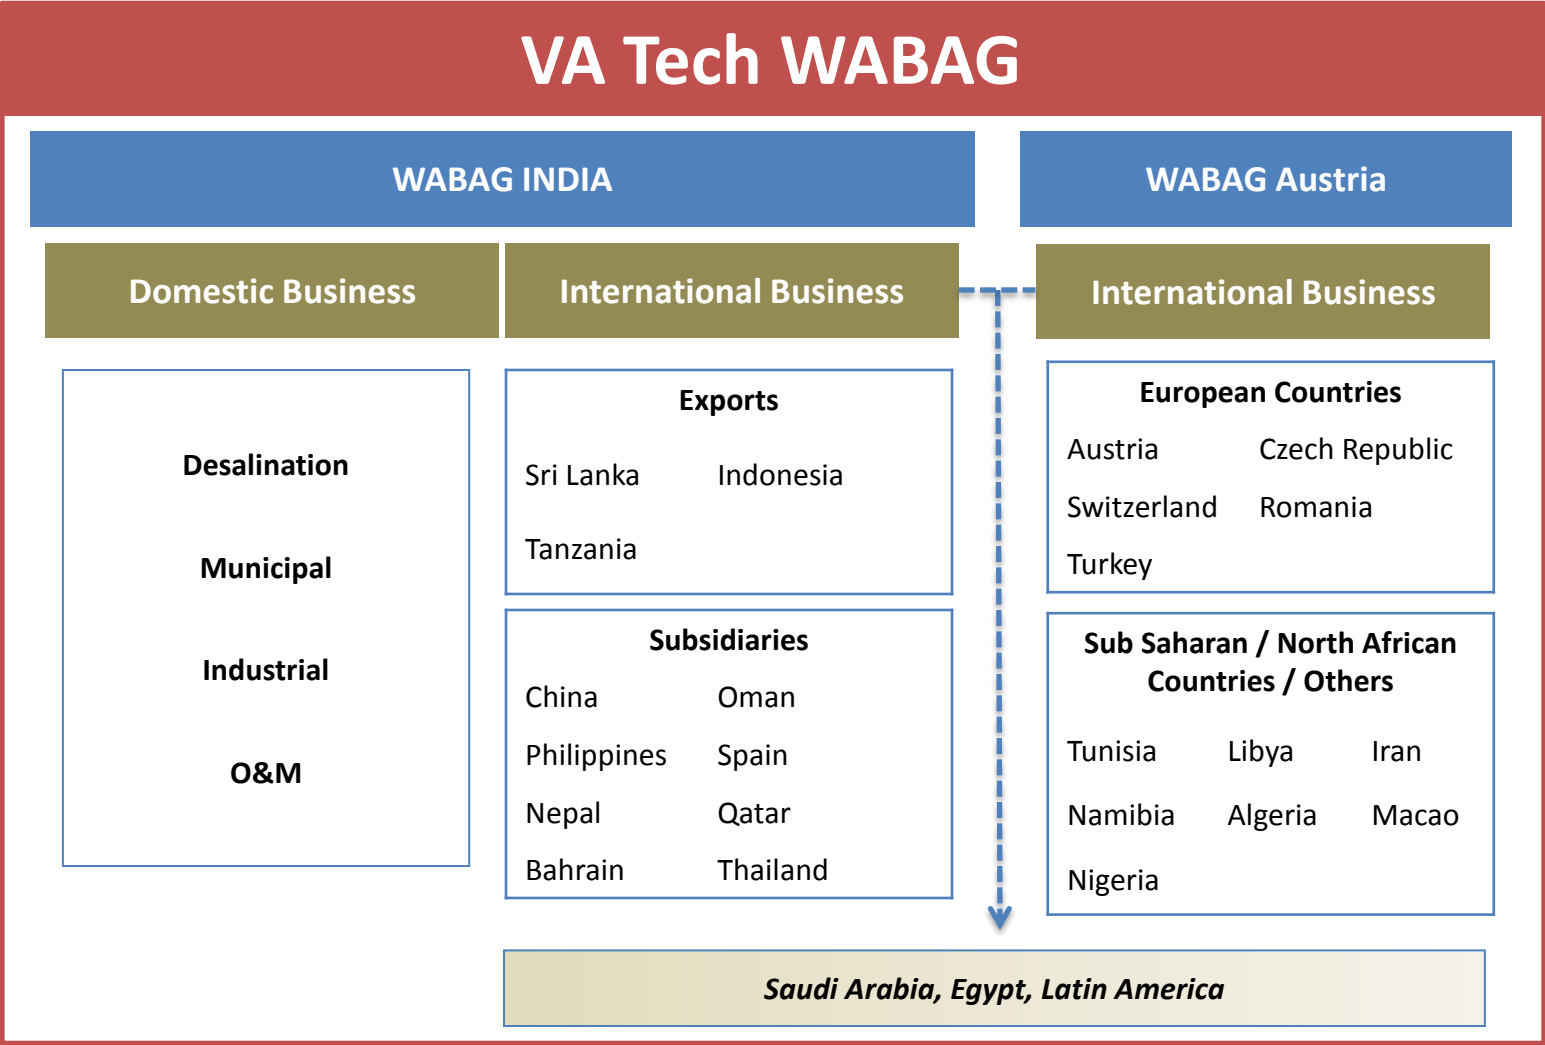 VA Tech WABAG
WABAG INDIA
WABAG Austria
Domestic Business
International Business
International Business
Desalination
Municipal
Industrial
O&M
Exports
Sri Lanka Indonesia
Tanzania
Subsidiaries
China Oman
Philippines Spain
Nepal Qatar
Bahrain Thailand
European Countries
Austria Czech Republic
Switzerland Romania
Turkey
Sub Saharan / North African
Countries / Others
Tunisia Libya Iran
Namibia Algeria Macao
Nigeria
Saudi Arabia, Egypt, Latin America